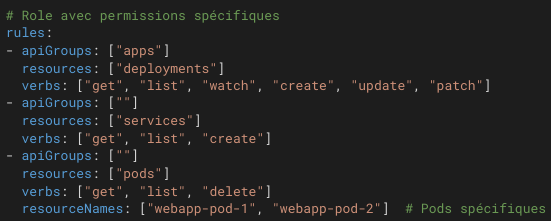 # Role avec permissions spécifiques
rules:
- apiGroups: ["apps"]
  resources: ["deployments"]
  verbs: ["get", "list", "watch", "create", "update", "patch"]
- apiGroups: [""]
  resources: ["services"]
  verbs: ["get", "list", "create"]
- apiGroups: [""]
  resources: ["pods"]
  verbs: ["get", "list", "delete"]
  resourceNames: ["webapp-pod-1", "webapp-pod-2"]  # Pods spécifiques